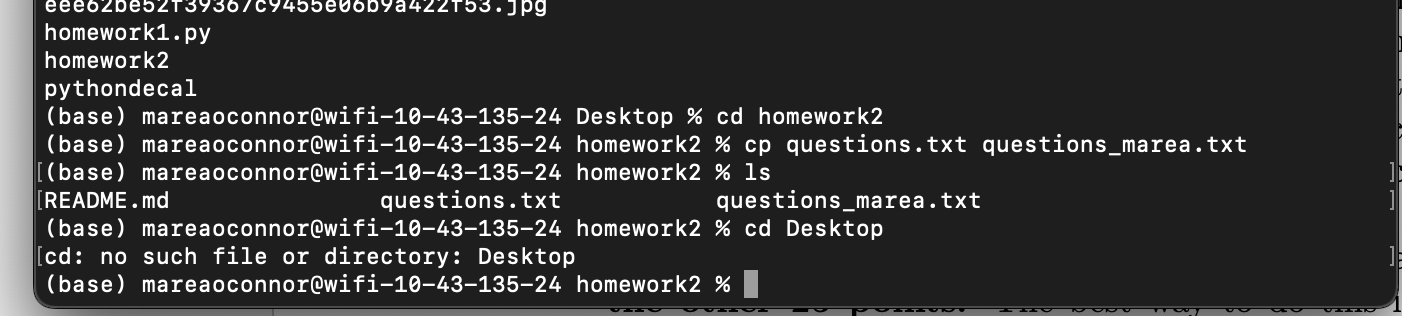 eee62be52f39367c9455e06b9a422f53.jpg
homework1.py
homework2
pythondecal
(base) mareaoconnor@wifi-10-43-135-24 Desktop % cd homework2
(base) mareaoconnor@wifi-10-43-135-24 homework2 % cp questions.txt questions_marea.txt
[(base) mareaoconnor@wifi-10-43-135-24 homework2 % ls ]
[README.md questions.txt questions_marea.txt ]
(base) mareaoconnor@wifi-10-43-135-24 homework2 % cd Desktop
[cd: no such file or directory: Desktop ]
(base) mareaoconnor@wifi-10-43-135-24 homework2 %
the other 25 points. The best way to do this